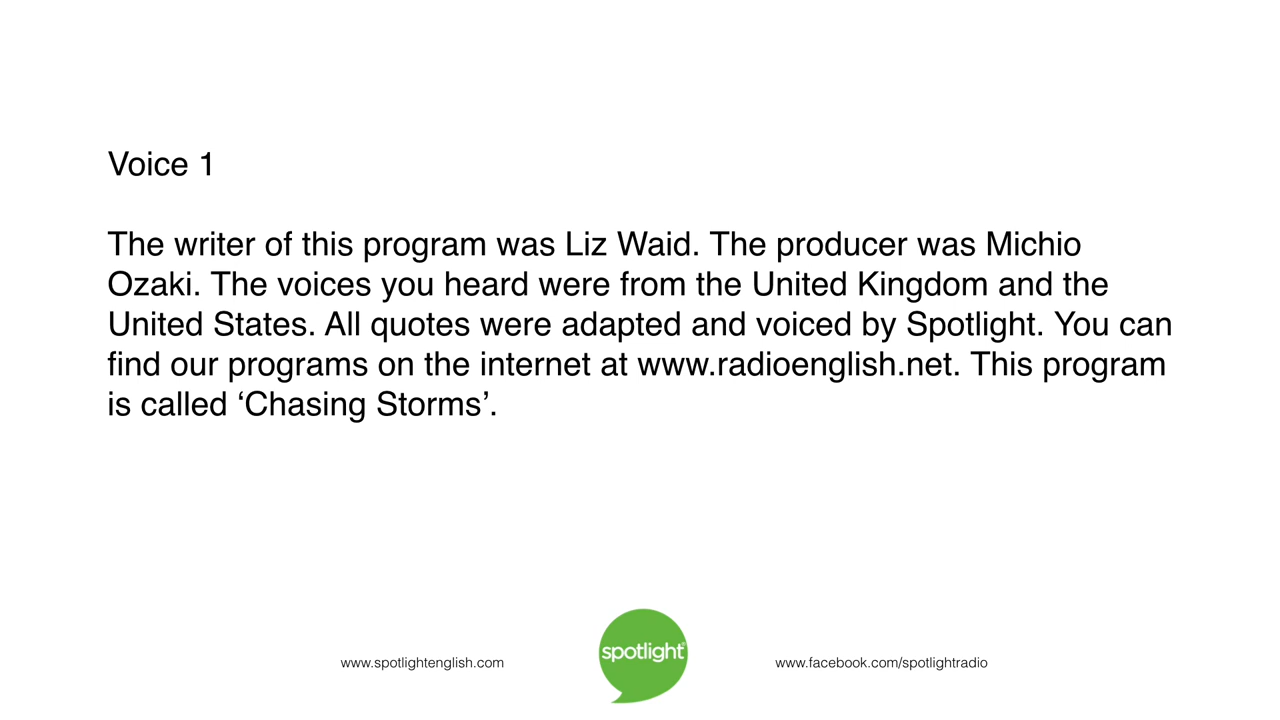 Voice 1
The writer of this program was Liz Waid. The producer was Michio
Ozaki. The voices you heard were from the United Kingdom and the
United States. All quotes were adapted and voiced by Spotlight. You can
find our programs on the internet at www.radioenglish.net. This program
is called ‘Chasing Storms’.
www.spotlightenglish.com
spotlight®
www.facebook.com/spotlightradio